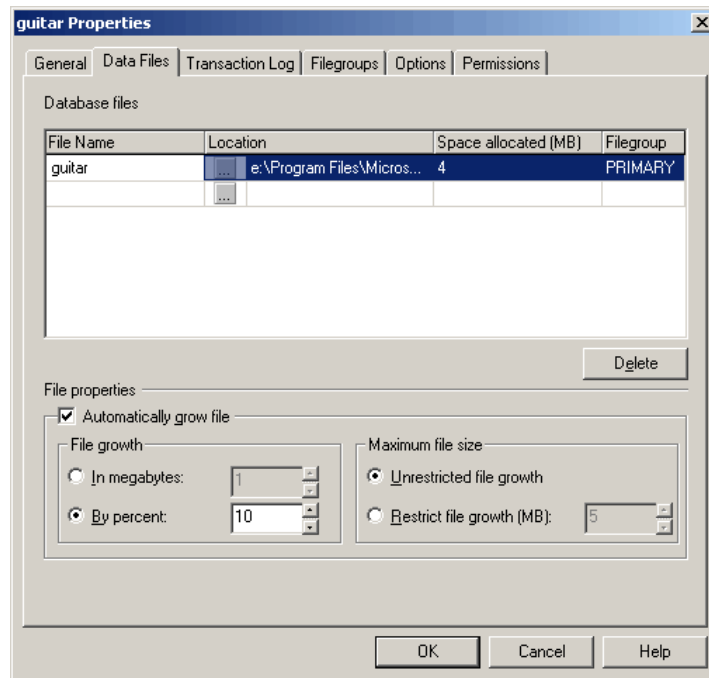 guitar Properties
General Data Files Transaction Log Filegroups Options Permissions
Database files
File Name Location Space allocated (MB) Filegroup
guitar ... e:\Program Files\Micros... 4 PRIMARY
...
Delete
File properties
Automatically grow file
File growth Maximum file size
In megabytes: 1 Unrestricted file growth
By percent: 10 Restrict file growth (MB): 5
OK Cancel Help